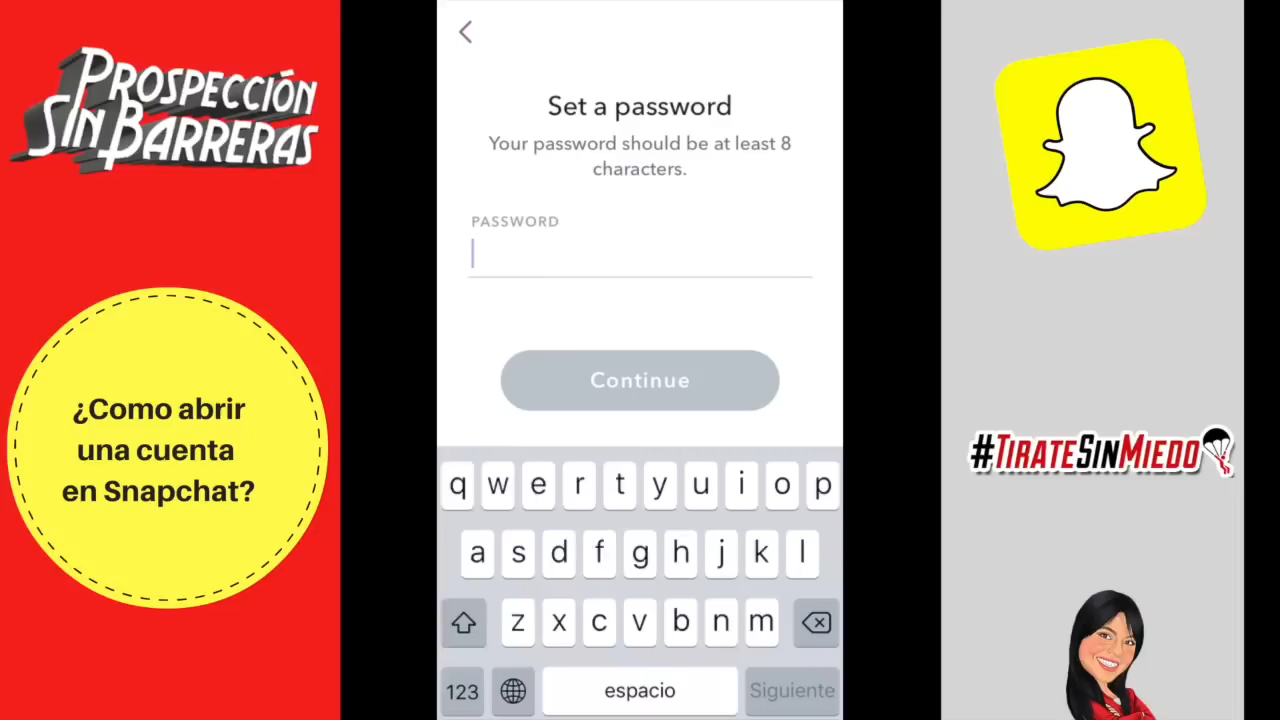 PROSPECCIÓN
SIN BARRERAS
¿Como abrir
una cuenta
en Snapchat?
Set a password
Your password should be at least 8
characters.
PASSWORD
Continue
q w e r t y u i o p
a s d f g h j k l
z x c v b n m
123 espacio Siguiente
#TIRATESINMIEDO